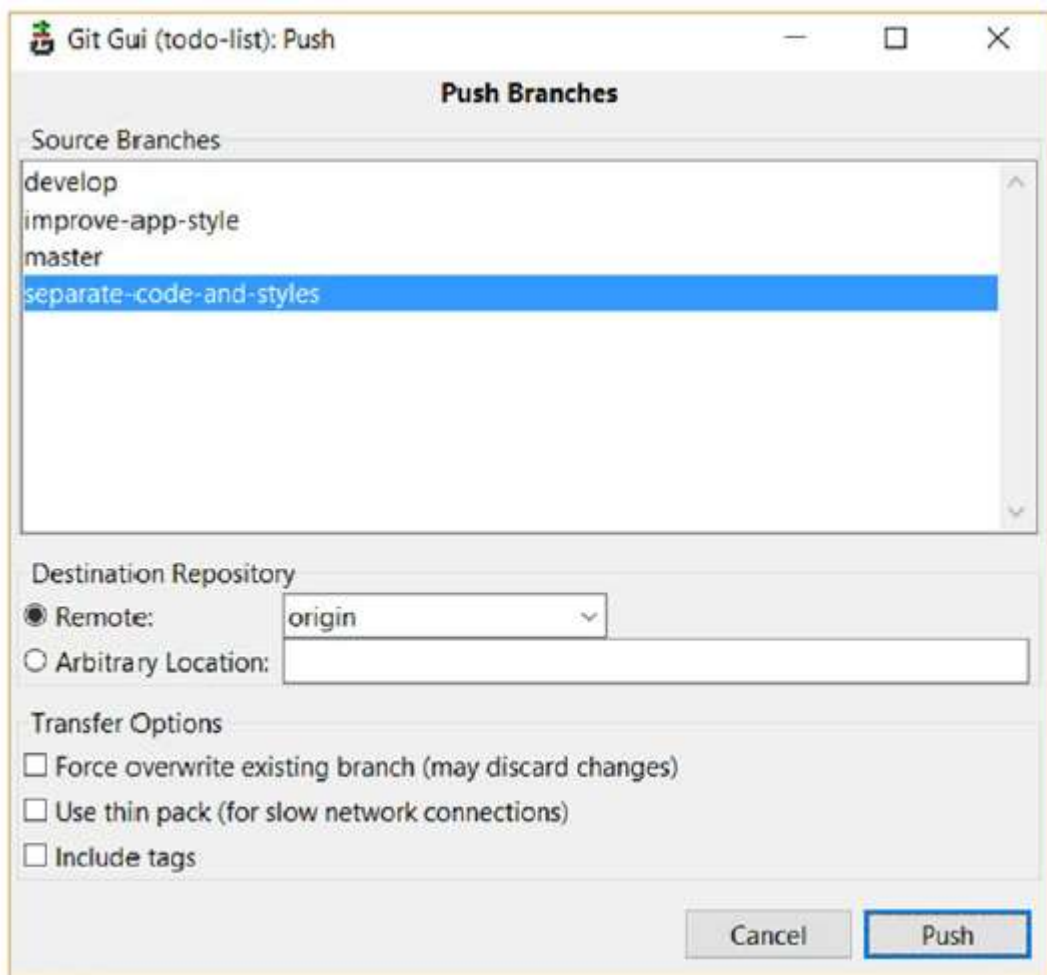 Git Gui (todo-list): Push
Push Branches
Source Branches
develop
improve-app-style
master
separate-code-and-styles
Destination Repository
Remote: origin
Arbitrary Location:
Transfer Options
Force overwrite existing branch (may discard changes)
Use thin pack (for slow network connections)
Include tags
Cancel Push